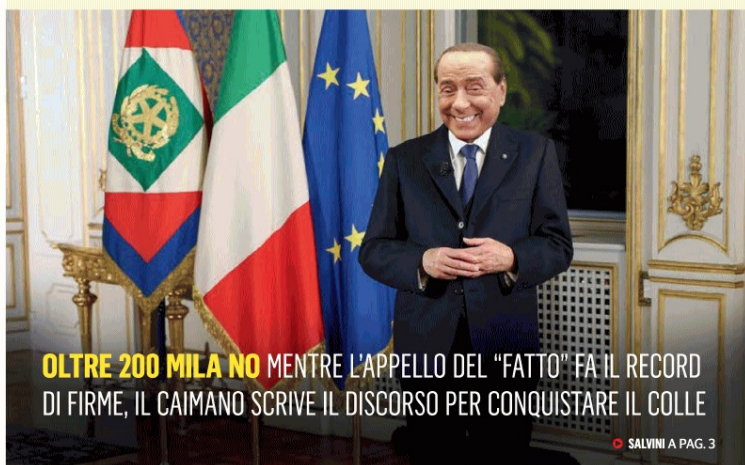 OLTRE 200 MILA NO MENTRE L'APPELLO DEL "FATTO" FA IL RECORD
DI FIRME, IL CAIMANO SCRIVE IL DISCORSO PER CONQUISTARE IL COLLE
SALVINI A PAG. 3